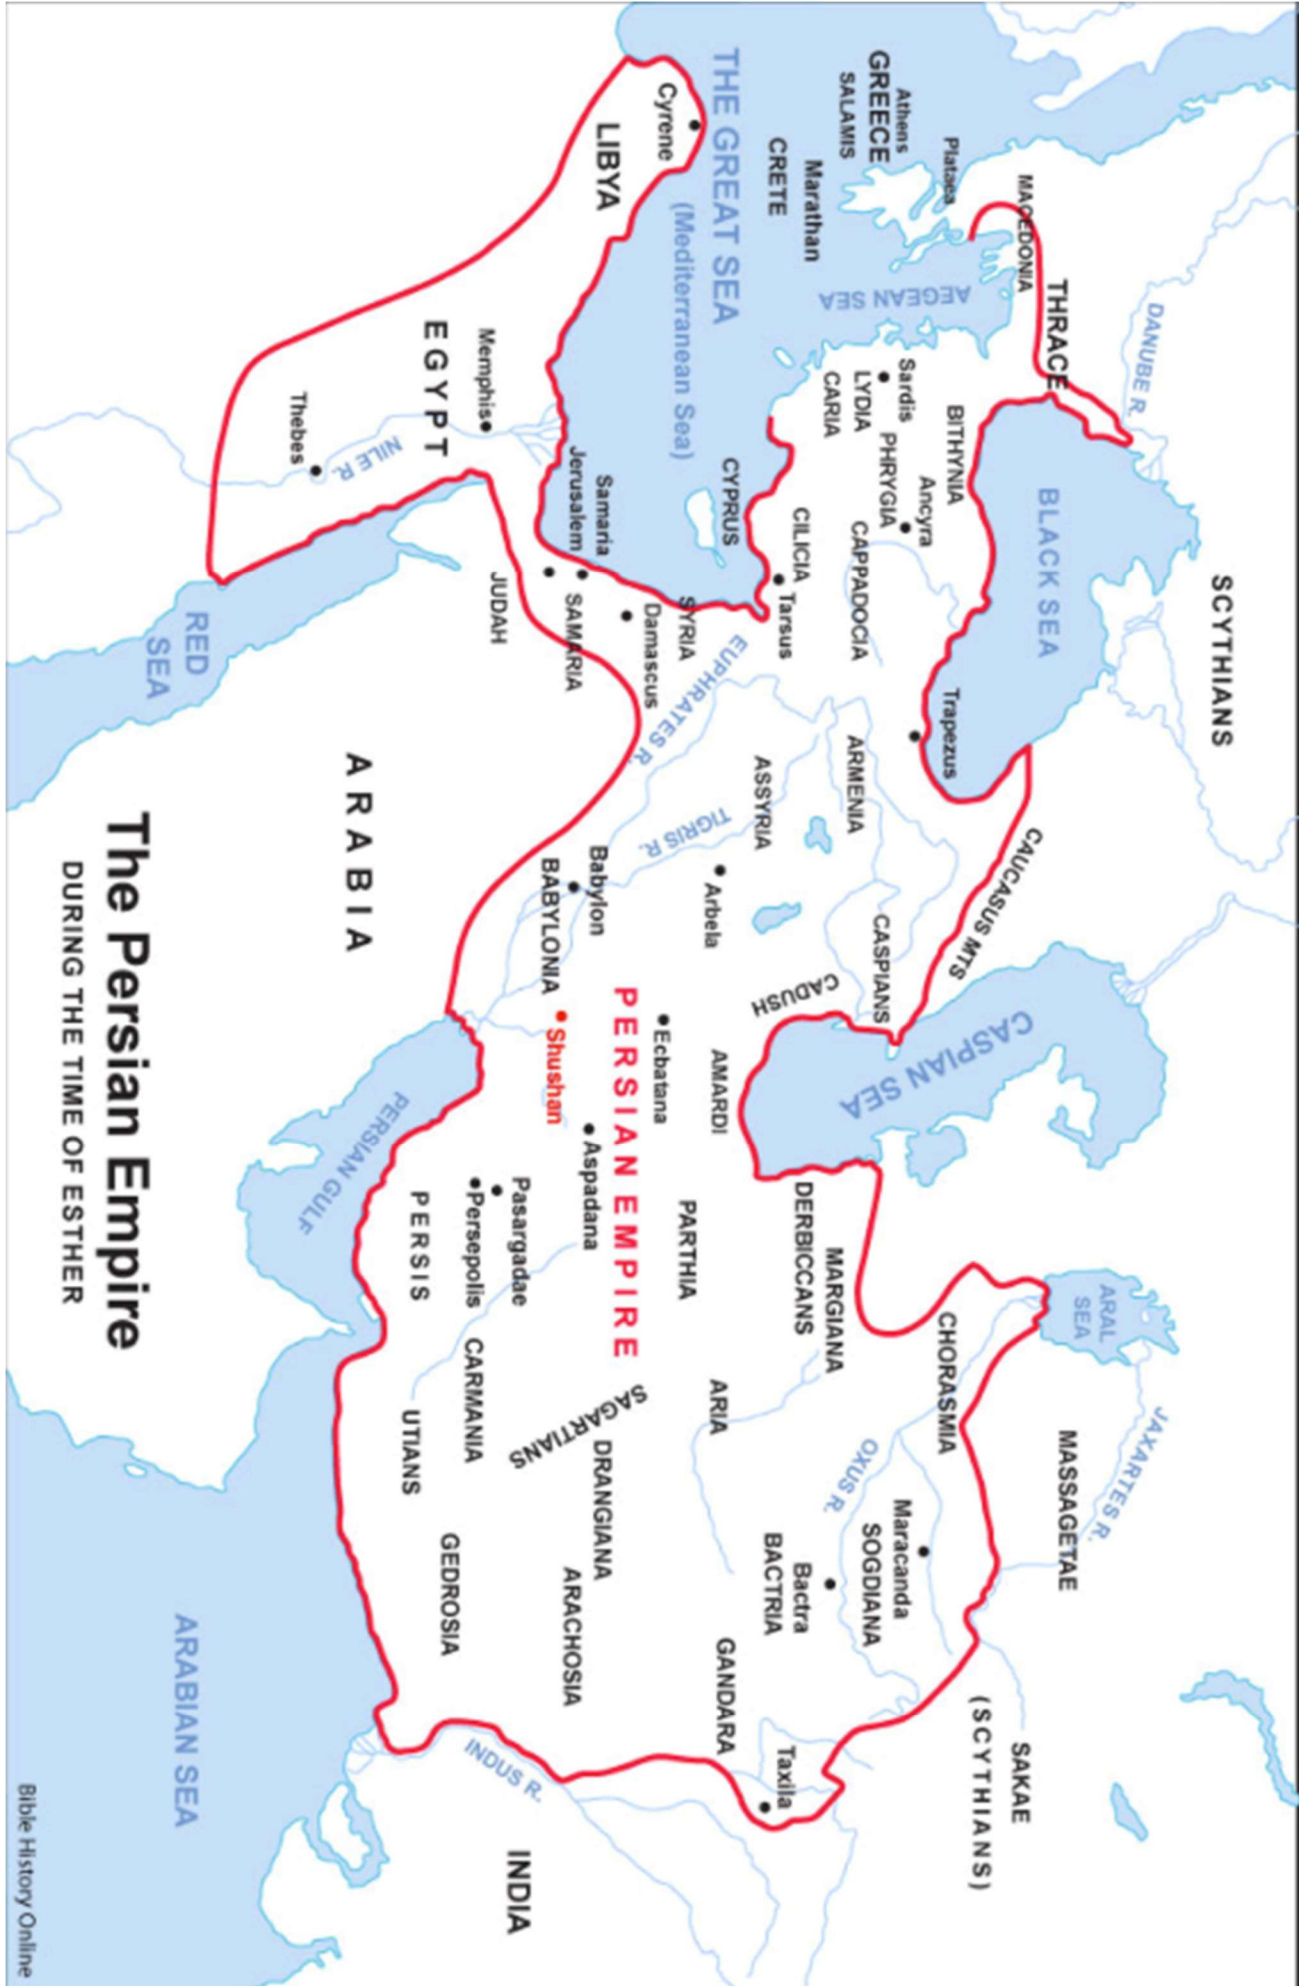 SCYTHIANS
DANUBE R.
THRACE
MACEDONIA
BLACK SEA
CAUCASUS MTS
CASPIAN SEA
ARAL
SEA
JAXARTES R.
MASSAGETAE
SAKAE
(SCYTHIANS)
Plataea
Athens
GREECE
SALAMIS
Marathan
CRETE
AEGEAN SEA
BITHYNIA
Sardis
LYDIA
CARIA
PHRYGIA
Ancyra
CAPPADOCIA
CILICIA
Tarsus
Trapezus
ARMENIA
CASPIANS
CADUSH
CHORASMIA
MARGIANA
DERBICCANS
OXUS R.
Maracanda
SOGDIANA
Bactra
BACTRIA
Taxila
THE GREAT SEA
(Mediterranean Sea)
CYPRUS
SYRIA
EUPHRATES R.
ASSYRIA
TIGRIS R.
Arbela
AMARDI
PARTHIA
ARIA
GANDARA
Cyrene
LIBYA
Damascus
Samaria
Jerusalem
SAMARIA
JUDAH
Babylon
BABYLONIA
Ecbatana
PERSIAN EMPIRE
Shushan
Aspadana
SAGARTIANS
DRANGIANA
ARACHOSIA
Memphis
EGYPT
NILE R.
Thebes
Pasargadae
Persepolis
PERSIS
CARMANIA
UTIANS
GEDROSIA
INDUS R.
INDIA
ARABIA
PERSIAN GULF
RED
SEA
ARABIAN SEA
The Persian Empire
DURING THE TIME OF ESTHER
Bible History Online